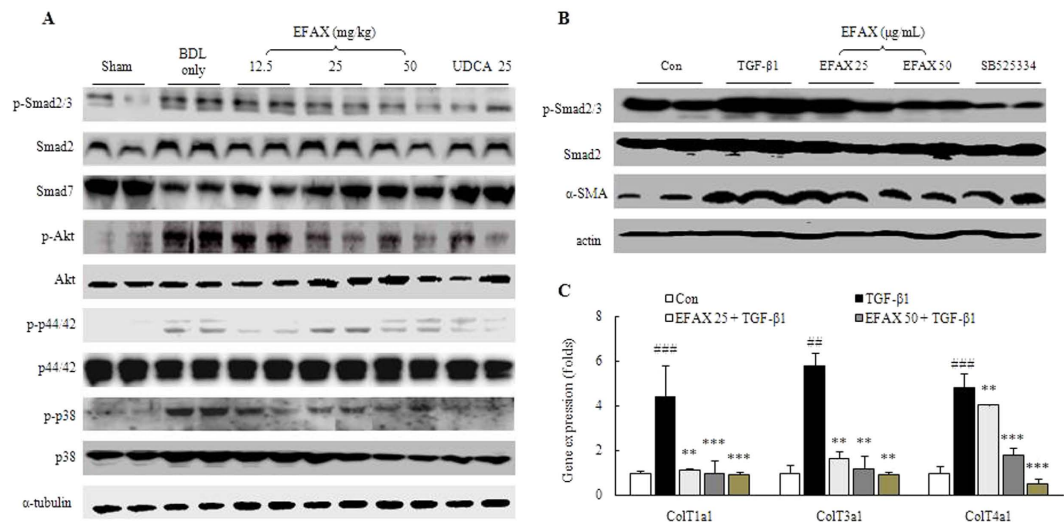 A
EFAX (mg/kg)
Sham
BDL only
12.5
25
50
UDCA 25
p-Smad2/3
Smad2
Smad7
p-Akt
Akt
p-p44/42
p44/42
p-p38
p38
α-tubulin
B
EFAX (μg/mL)
Con
TGF-β1
EFAX 25
EFAX 50
SB525334
p-Smad2/3
Smad2
α-SMA
actin
C
Con
TGF-β1
EFAX 25 + TGF-β1
EFAX 50 + TGF-β1
Gene expression (Folds)
8
6
4
2
0
###
**
***
***
##
**
**
**
###
**
***
***
ColT1a1
ColT3a1
ColT4a1